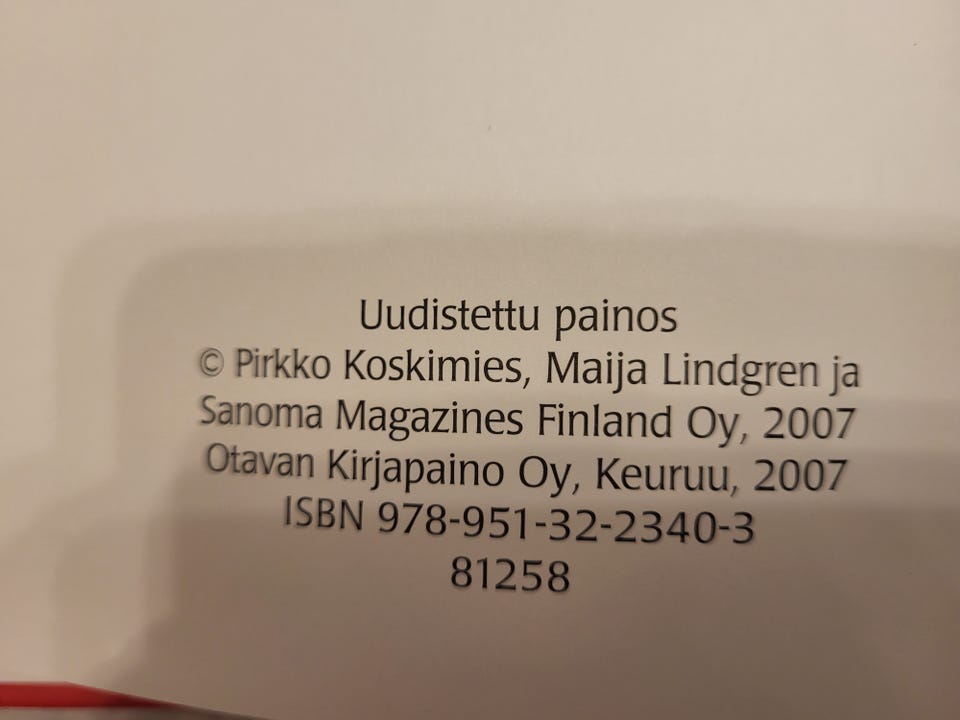 Uudistettu painos
© Pirkko Koskimies, Maija Lindgren ja
Sanoma Magazines Finland Oy, 2007
Otavan Kirjapaino Oy, Keuruu, 2007
ISBN 978-951-32-2340-3
81258